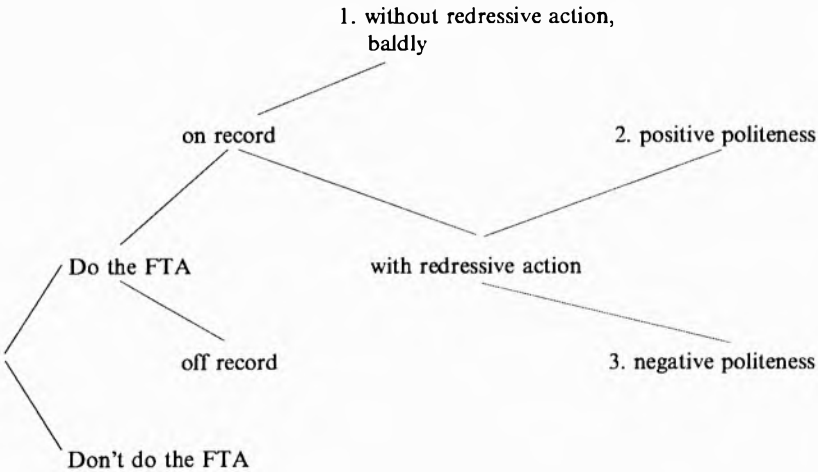 1. without redressive action,
baldly
on record
2. positive politeness
Do the FTA
with redressive action
off record
3. negative politeness
Don't do the FTA